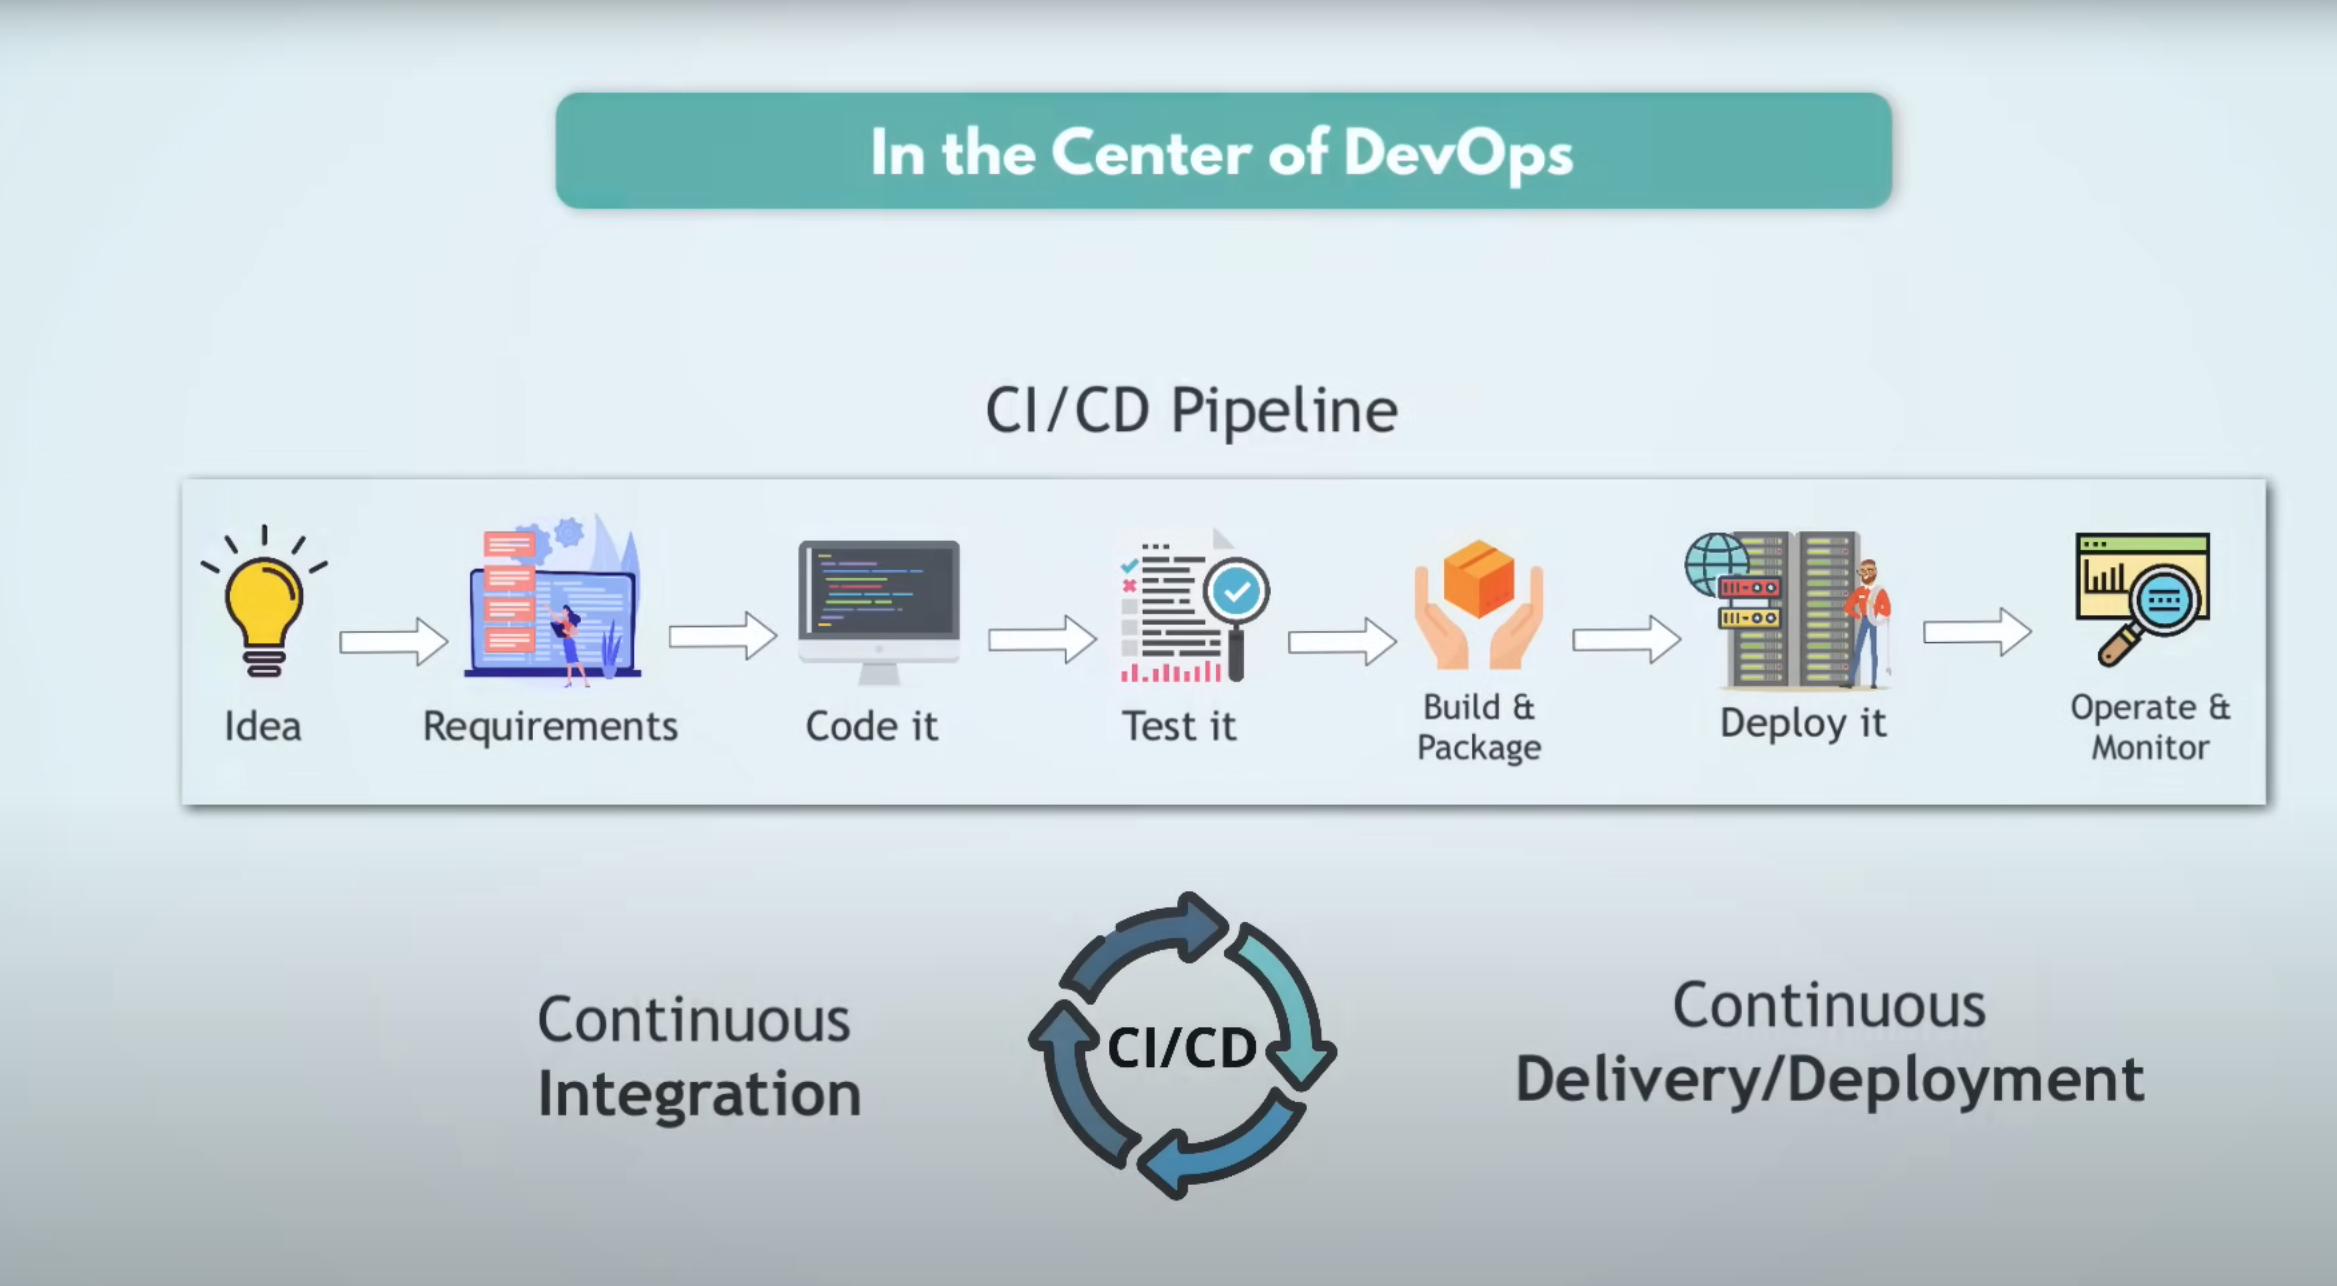 In the Center of DevOps
CI/CD Pipeline
Idea
Requirements
Code it
Test it
Build &
Package
Deploy it
Operate &
Monitor
Continuous
Integration
CI/CD
Continuous
Delivery/Deployment